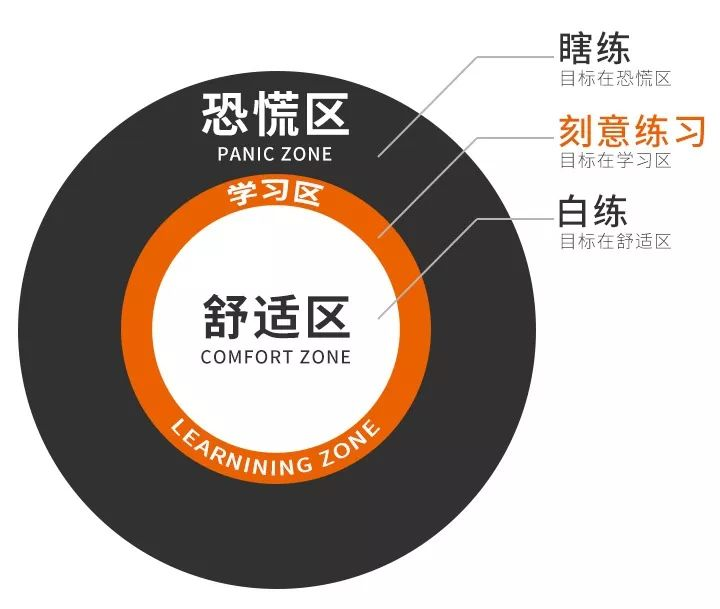 恐慌区
PANIC ZONE
学习区
舒适区
COMFORT ZONE
LEARNINING ZONE
瞎练
目标在恐慌区
刻意练习
目标在学习区
白练
目标在舒适区